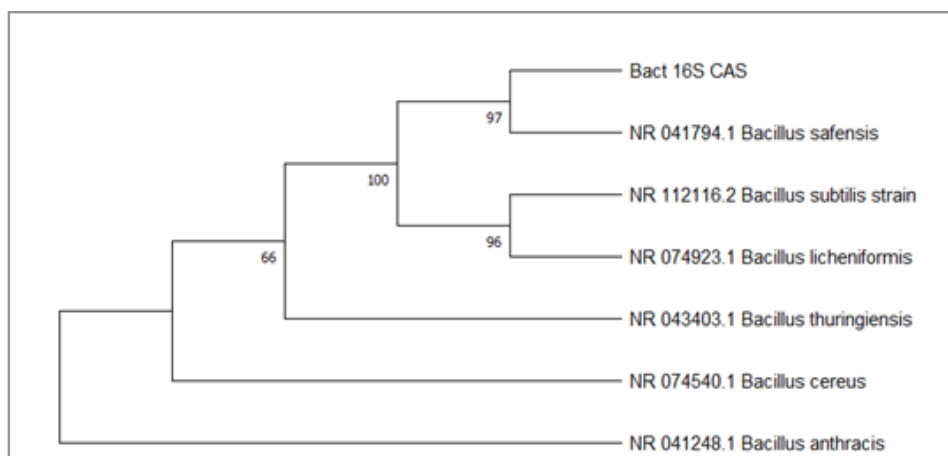 Bact 16S CAS
97
NR 041794.1 Bacillus safensis
100
NR 112116.2 Bacillus subtilis strain
96
66
NR 074923.1 Bacillus licheniformis
NR 043403.1 Bacillus thuringiensis
NR 074540.1 Bacillus cereus
NR 041248.1 Bacillus anthracis